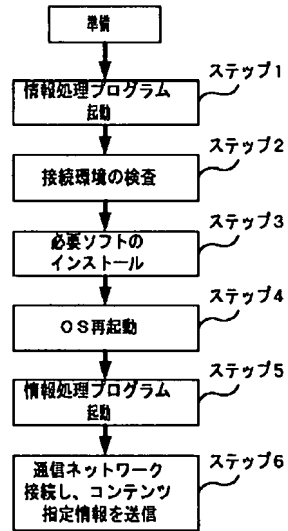 準備
ステップ1
情報処理プログラム
起動
ステップ2
接続環境の検査
ステップ3
必要ソフトの
インストール
ステップ4
OS再起動
ステップ5
情報処理プログラム
起動
ステップ6
通信ネットワーク
接続し、コンテンツ
指定情報を送信